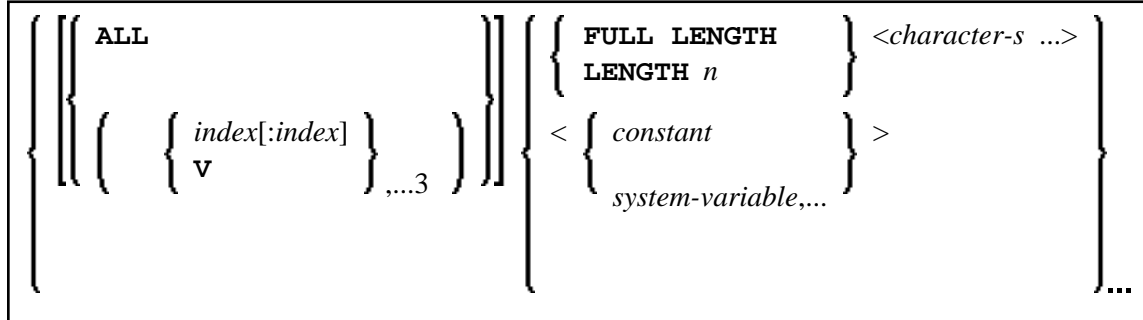 ALL
FULL LENGTH <character-s ...>
LENGTH n
( index[:index] < constant >
V ,...3 )
system-variable,...
...